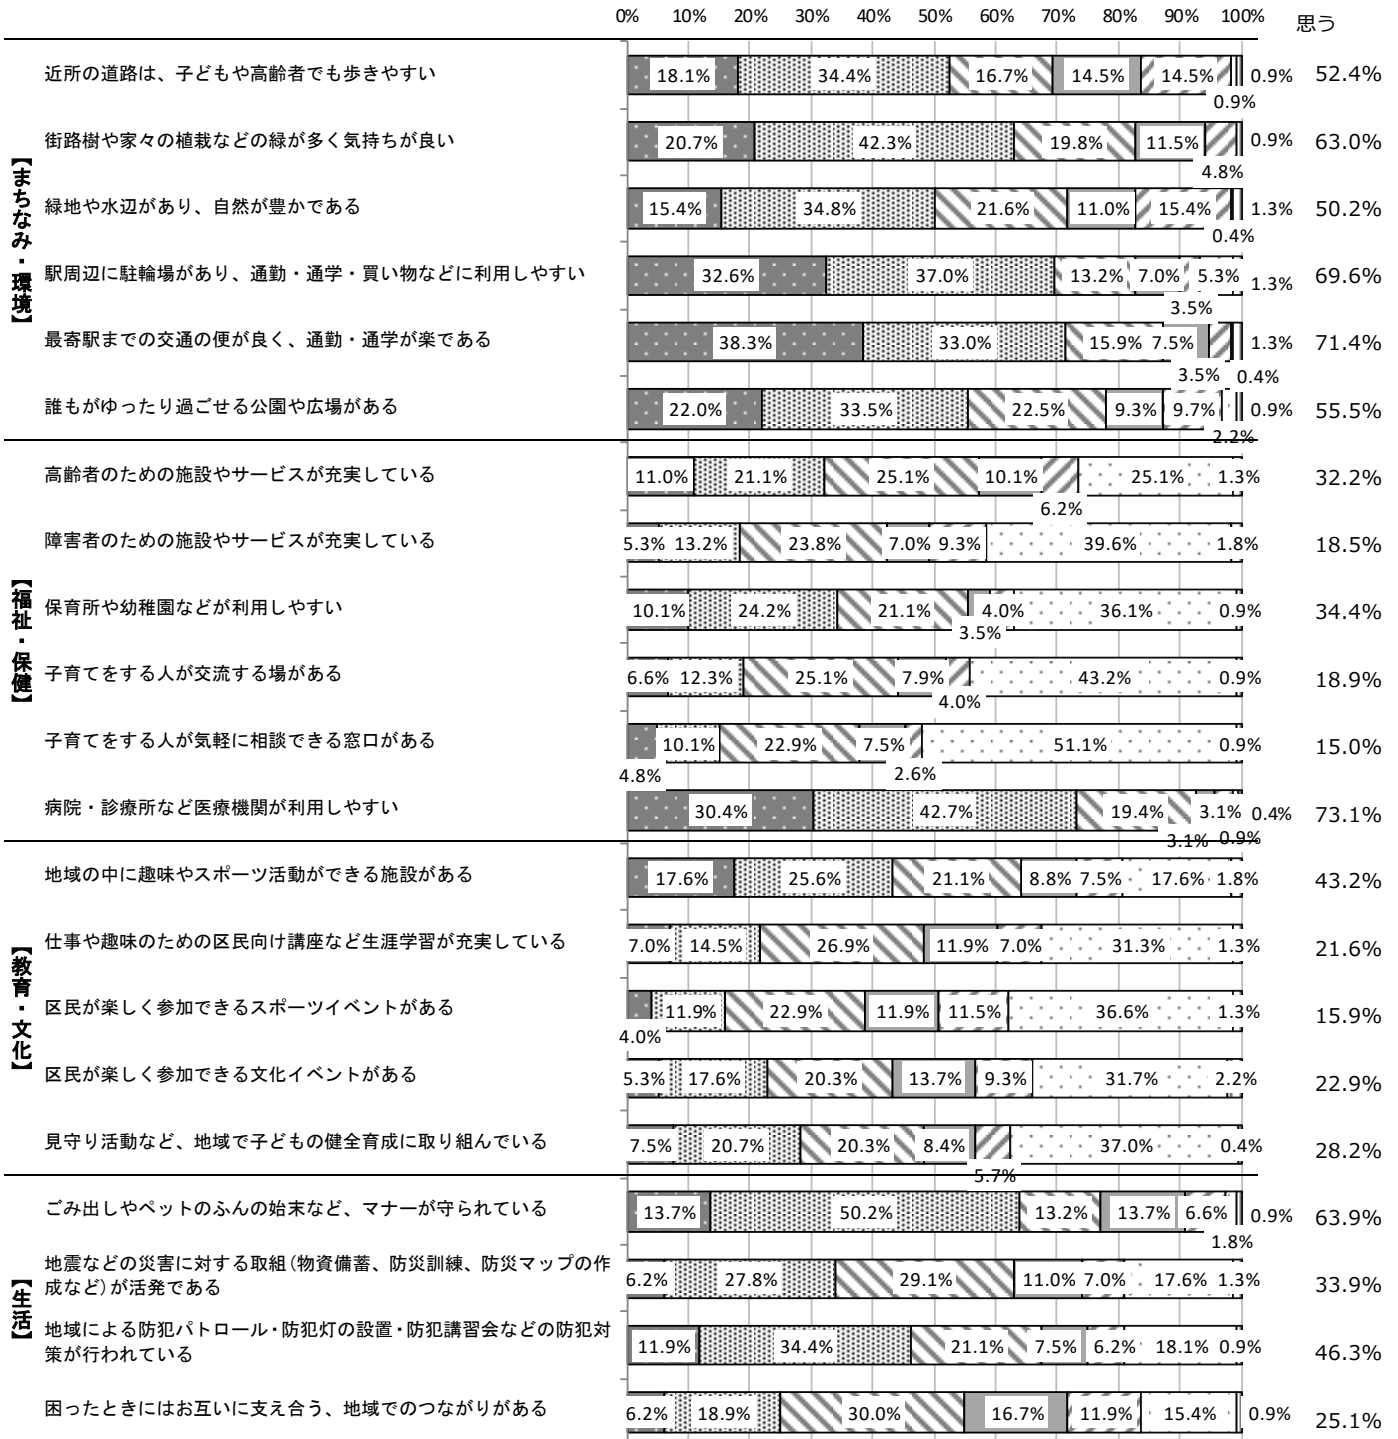 0% 10% 20% 30% 40% 50% 60% 70% 80% 90% 100% 思う
【まちなみ・環境】
近所の道路は、子どもや高齢者でも歩きやすい 18.1% 34.4% 16.7% 14.5% 14.5% 0.9% 52.4%
0.9%
街路樹や家々の植栽などの緑が多く気持ちが良い 20.7% 42.3% 19.8% 11.5% 0.9% 63.0%
4.8%
緑地や水辺があり、自然が豊かである 15.4% 34.8% 21.6% 11.0% 15.4% 1.3% 50.2%
0.4%
駅周辺に駐輪場があり、通勤・通学・買い物などに利用しやすい 32.6% 37.0% 13.2% 7.0% 5.3% 1.3% 69.6%
3.5%
最寄駅までの交通の便が良く、通勤・通学が楽である 38.3% 33.0% 15.9% 7.5% 1.3% 71.4%
3.5% 0.4%
誰もがゆったり過ごせる公園や広場がある 22.0% 33.5% 22.5% 9.3% 9.7% 0.9% 55.5%
2.2%
【福祉・保健】
高齢者のための施設やサービスが充実している 11.0% 21.1% 25.1% 10.1% 25.1% 1.3% 32.2%
6.2%
障害者のための施設やサービスが充実している 5.3% 13.2% 23.8% 7.0% 9.3% 39.6% 1.8% 18.5%
保育所や幼稚園などが利用しやすい 10.1% 24.2% 21.1% 4.0% 36.1% 0.9% 34.4%
3.5%
子育てをする人が交流する場がある 6.6% 12.3% 25.1% 7.9% 43.2% 0.9% 18.9%
4.0%
子育てをする人が気軽に相談できる窓口がある 10.1% 22.9% 7.5% 51.1% 0.9% 15.0%
4.8% 2.6%
病院・診療所など医療機関が利用しやすい 30.4% 42.7% 19.4% 3.1% 0.4% 73.1%
3.1% 0.9%
【教育・文化】
地域の中に趣味やスポーツ活動ができる施設がある 17.6% 25.6% 21.1% 8.8% 7.5% 17.6% 1.8% 43.2%
仕事や趣味のための区民向け講座など生涯学習が充実している 7.0% 14.5% 26.9% 11.9% 7.0% 31.3% 1.3% 21.6%
区民が楽しく参加できるスポーツイベントがある 11.9% 22.9% 11.9% 11.5% 36.6% 1.3% 15.9%
4.0%
区民が楽しく参加できる文化イベントがある 5.3% 17.6% 20.3% 13.7% 9.3% 31.7% 2.2% 22.9%
見守り活動など、地域で子どもの健全育成に取り組んでいる 7.5% 20.7% 20.3% 8.4% 37.0% 0.4% 28.2%
5.7%
【生活】
ごみ出しやペットのふんの始末など、マナーが守られている 13.7% 50.2% 13.2% 13.7% 6.6% 0.9% 63.9%
1.8%
地震などの災害に対する取組(物資備蓄、防災訓練、防災マップの作
成など)が活発である 6.2% 27.8% 29.1% 11.0% 7.0% 17.6% 1.3% 33.9%
地域による防犯パトロール・防犯灯の設置・防犯講習会などの防犯対
策が行われている 11.9% 34.4% 21.1% 7.5% 6.2% 18.1% 0.9% 46.3%
困ったときにはお互いに支え合う、地域でのつながりがある 6.2% 18.9% 30.0% 16.7% 11.9% 15.4% 0.9% 25.1%